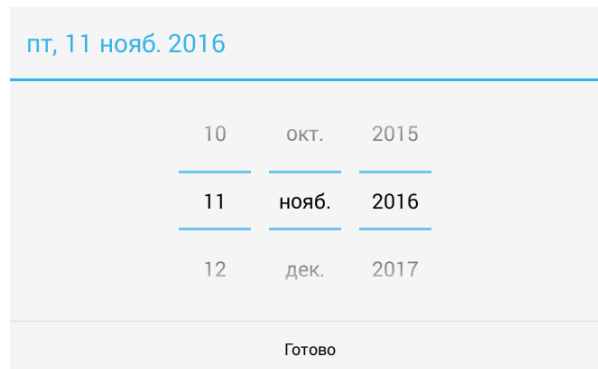 пт, 11 нояб. 2016
10 окт. 2015
11 нояб. 2016
12 дек. 2017
Готово